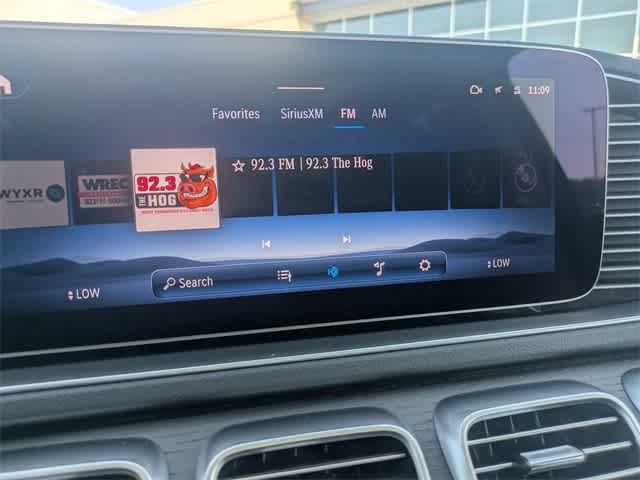 11:09
Favorites SiriusXM FM AM
WYXR
WREC
92.3
THE
HOG
92.3 FM | 92.3 The Hog
Search
LOW
LOW